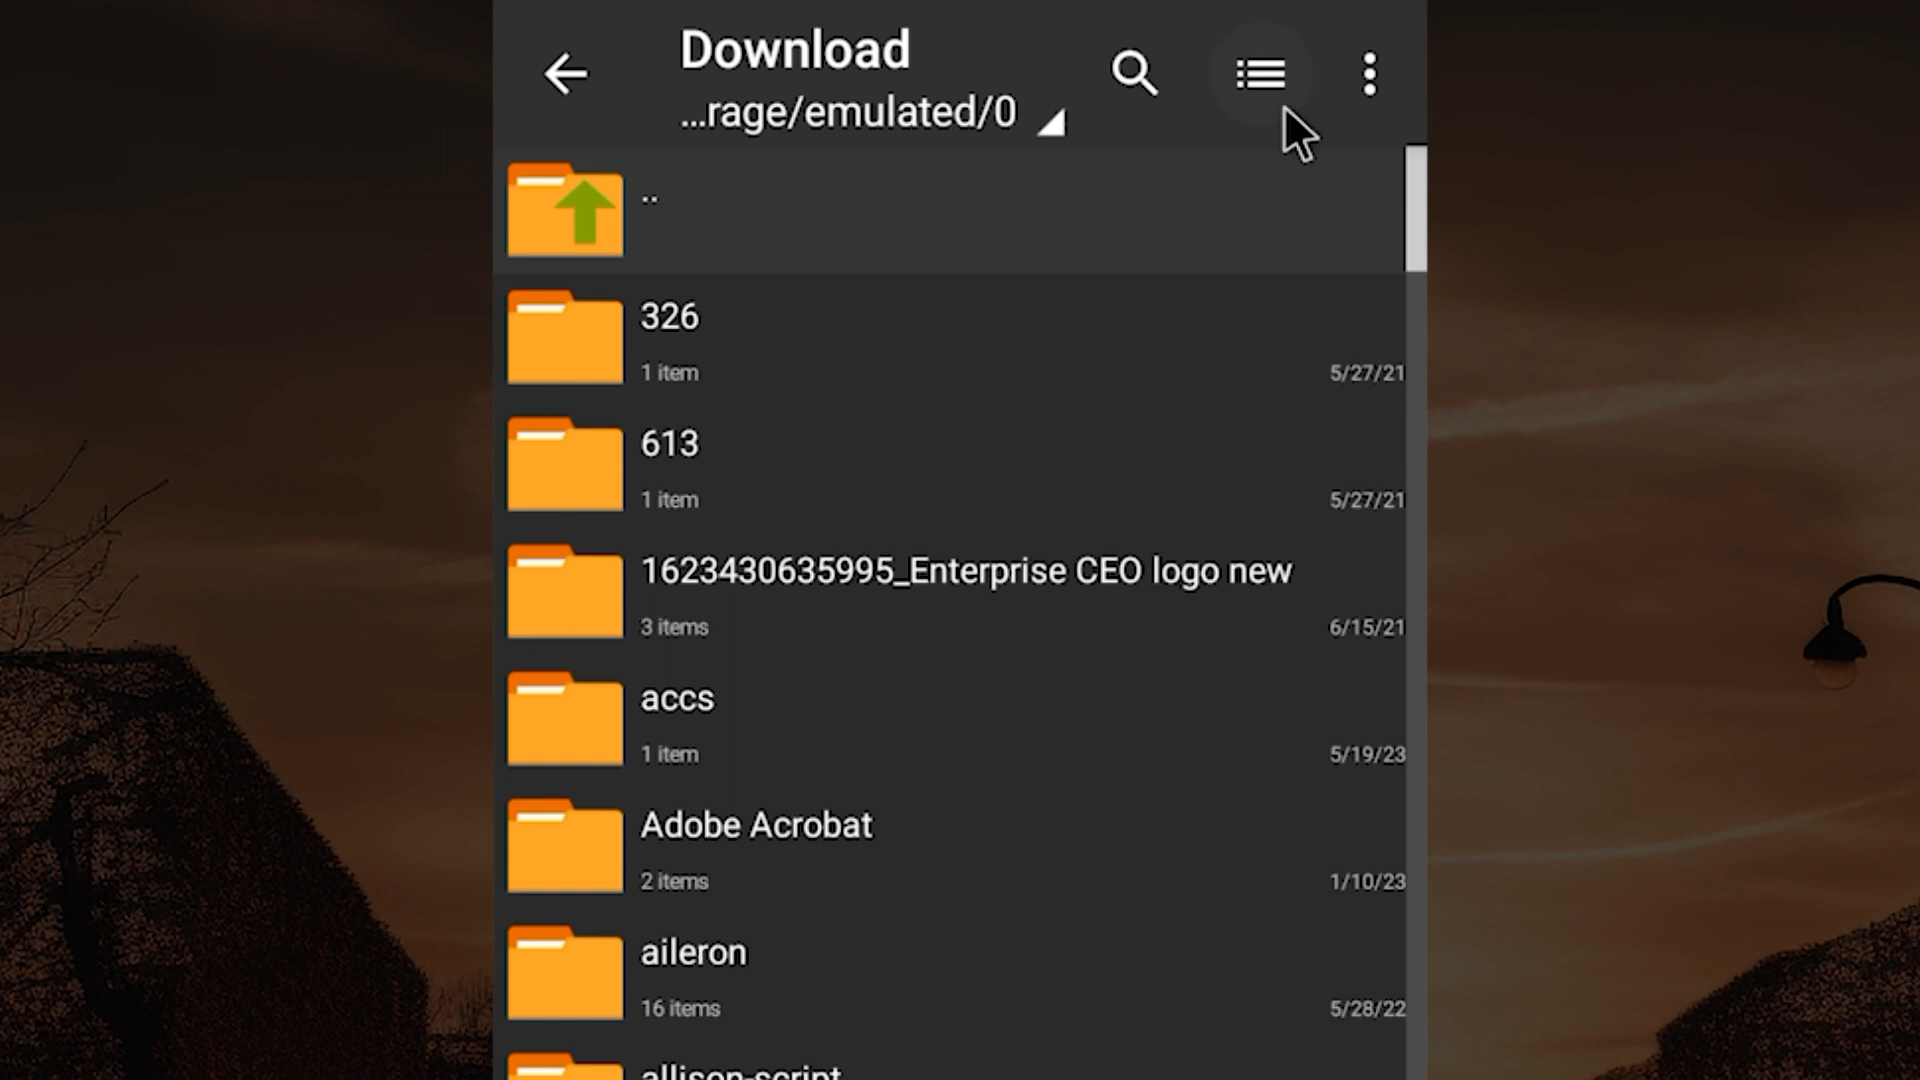 Download
...rage/emulated/0
..
326
1 item
5/27/21
613
1 item
5/27/21
1623430635995_Enterprise CEO logo new
3 items
6/15/21
accs
1 item
5/19/23
Adobe Acrobat
2 items
1/10/23
aileron
16 items
5/28/22
allison-script